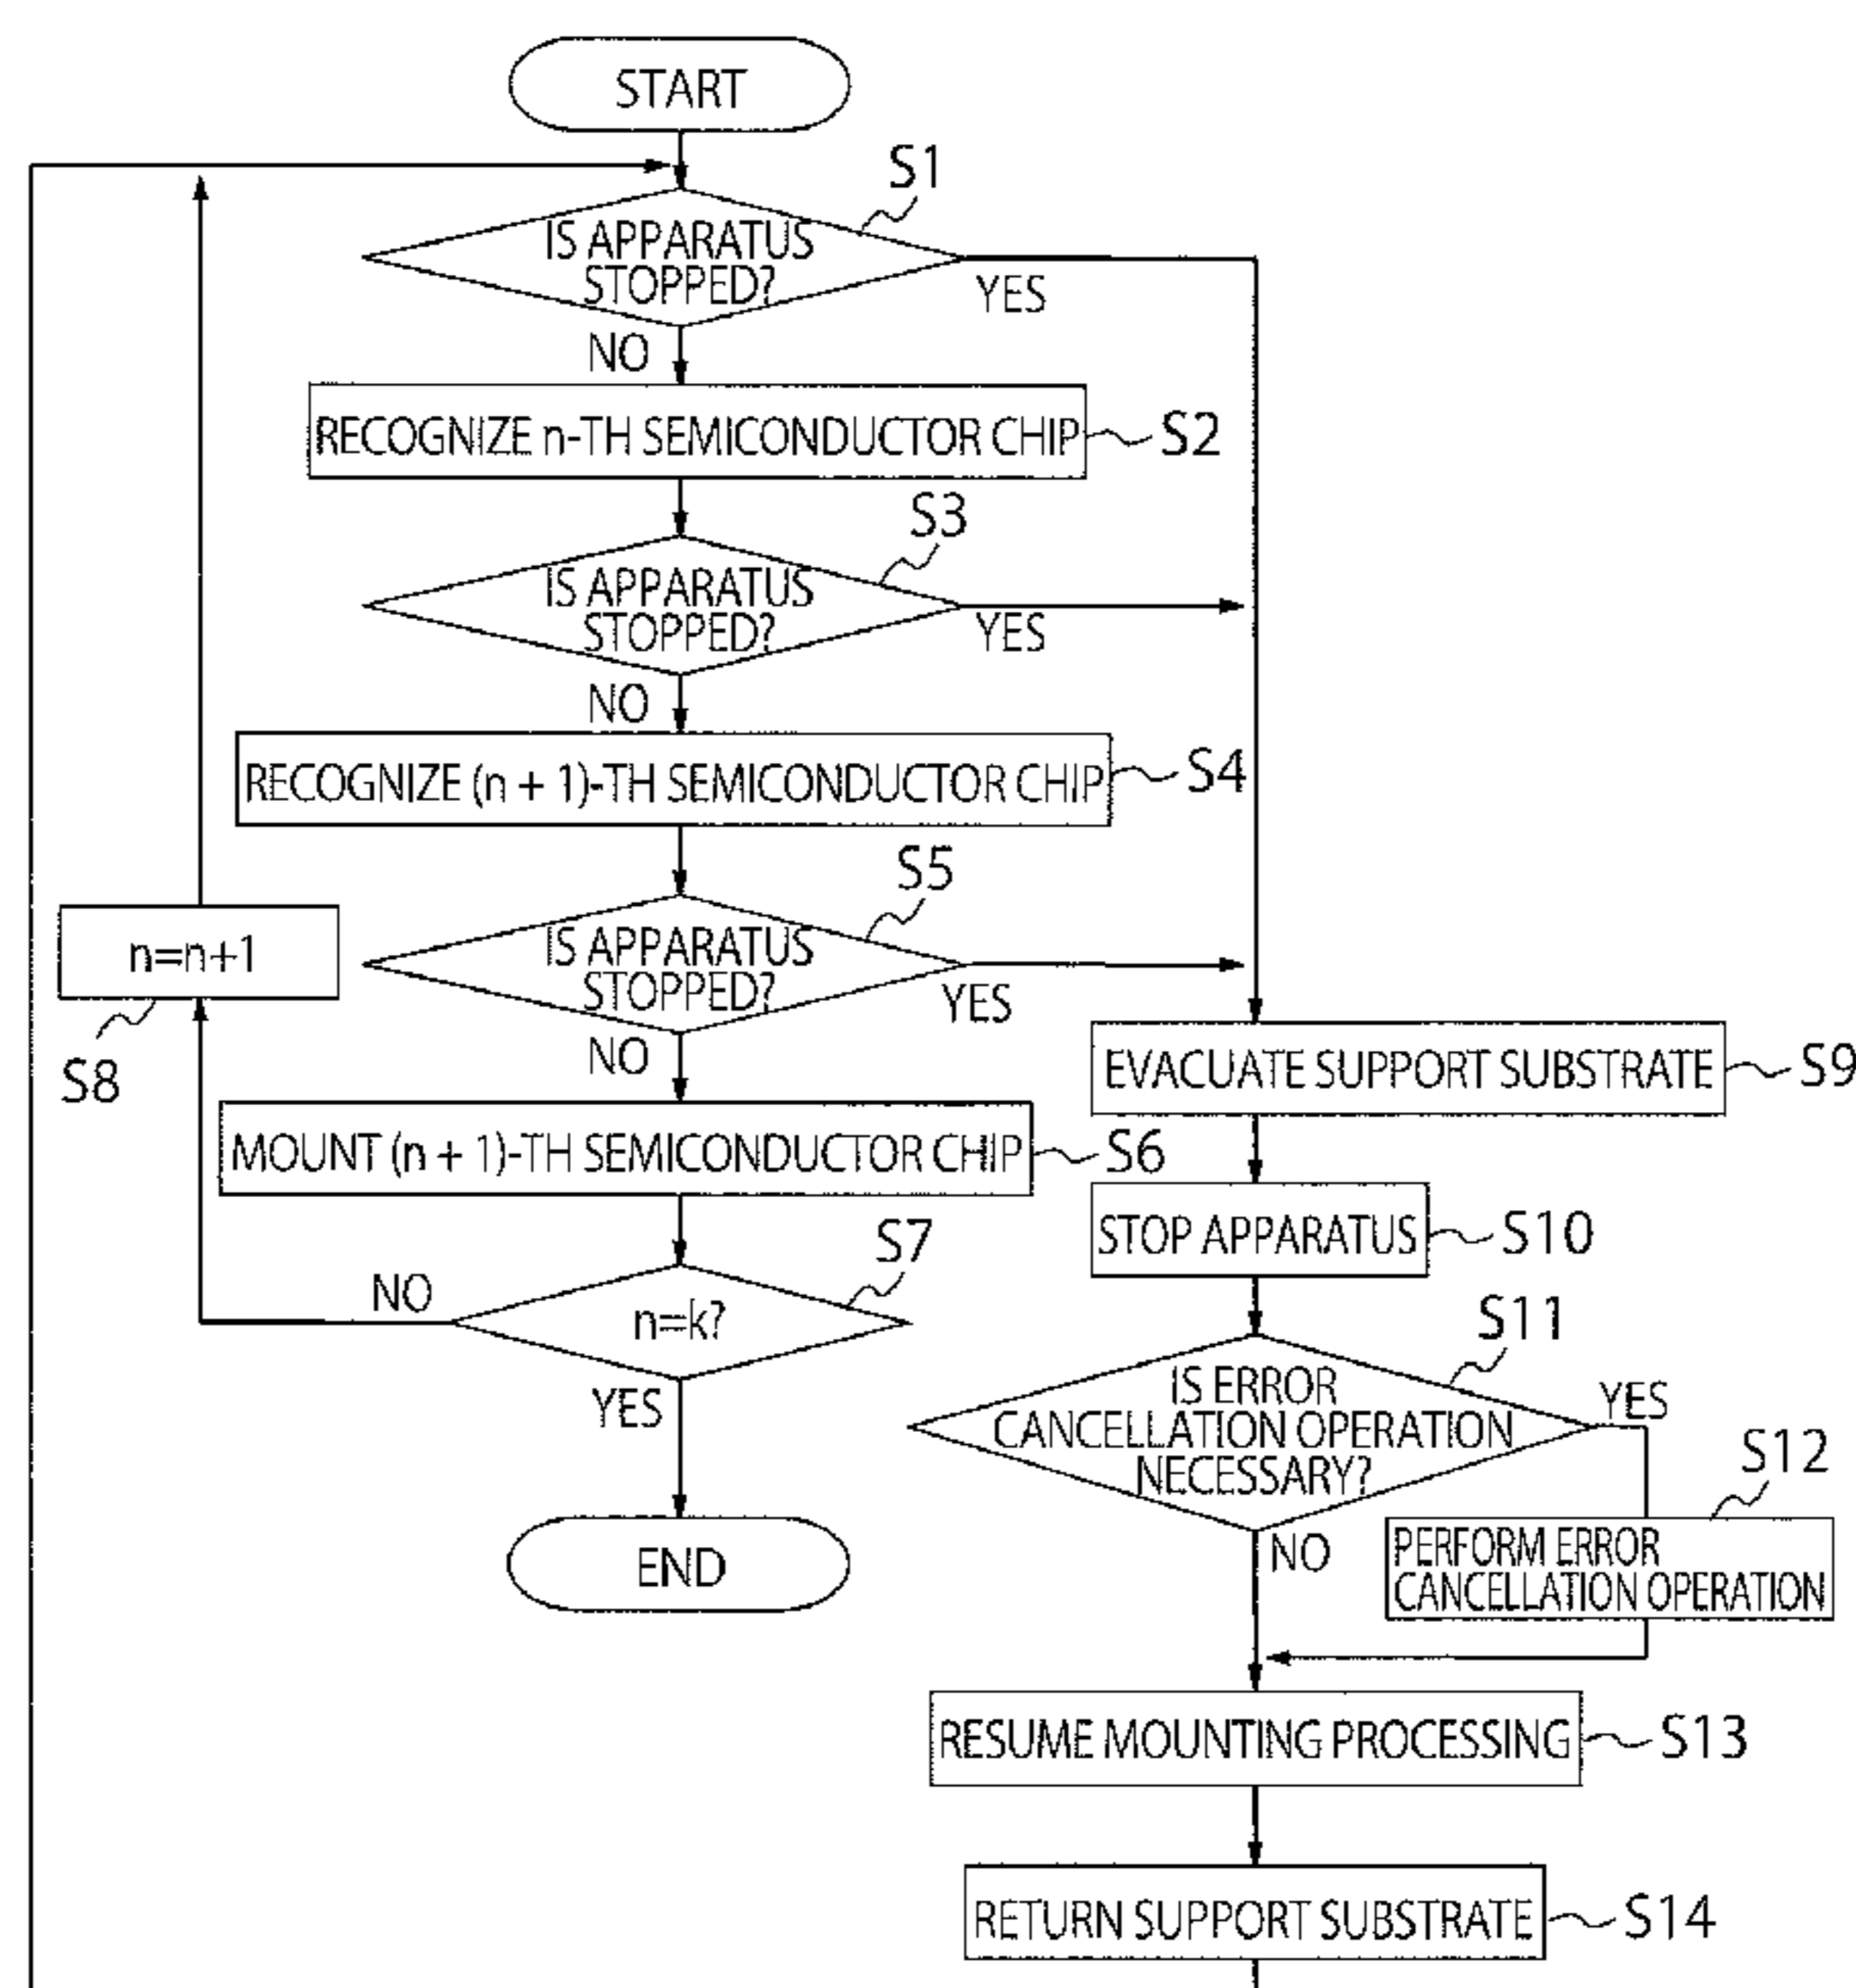 START
S1
IS APPARATUS
STOPPED?
YES
NO
RECOGNIZE n-TH SEMICONDUCTOR CHIP
S2
S3
IS APPARATUS
STOPPED?
YES
NO
RECOGNIZE (n + 1)-TH SEMICONDUCTOR CHIP
S4
S5
IS APPARATUS
STOPPED?
YES
NO
n=n+1
S8
MOUNT (n + 1)-TH SEMICONDUCTOR CHIP
S6
S7
n=k?
NO
YES
END
EVACUATE SUPPORT SUBSTRATE
S9
STOP APPARATUS
S10
S11
IS ERROR
CANCELLATION OPERATION
NECESSARY?
YES
NO
S12
PERFORM ERROR
CANCELLATION OPERATION
RESUME MOUNTING PROCESSING
S13
RETURN SUPPORT SUBSTRATE
S14